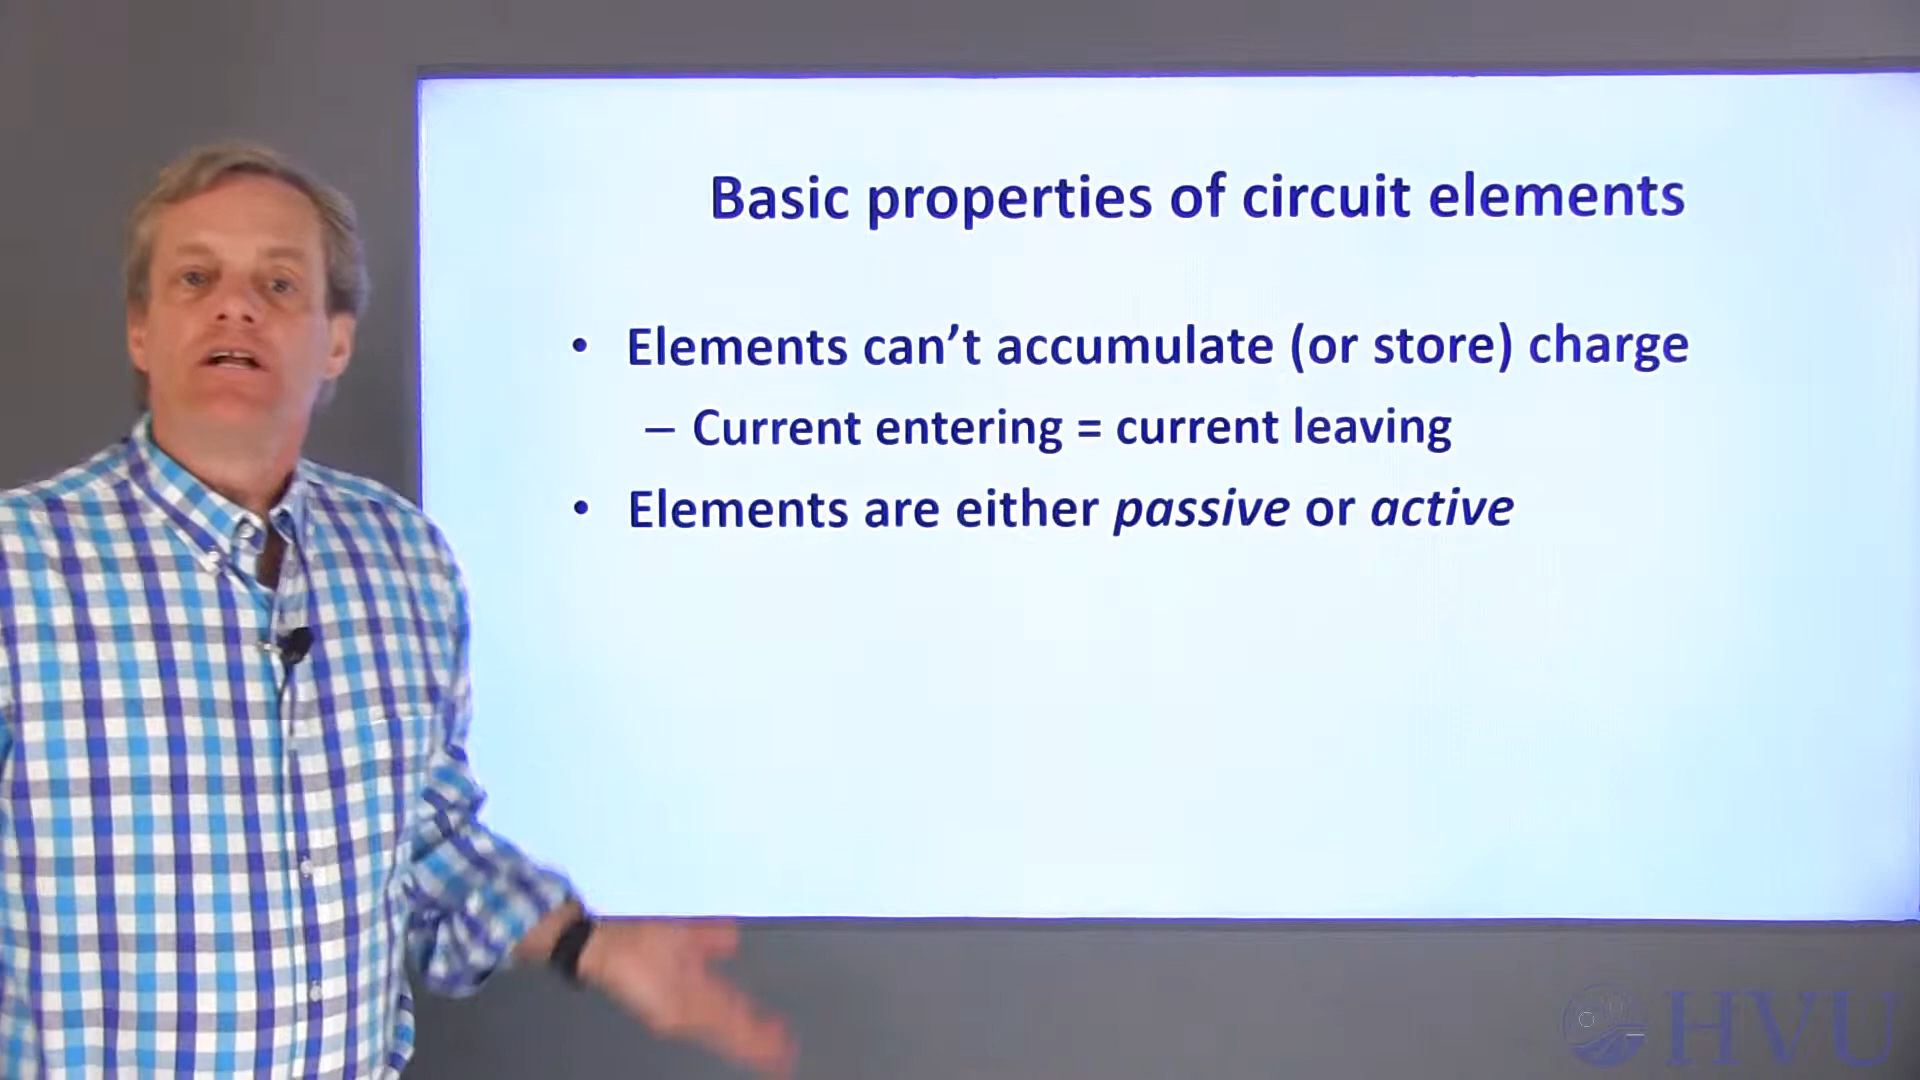 Basic properties of circuit elements
• Elements can't accumulate (or store) charge
– Current entering = current leaving
• Elements are either passive or active
HVU